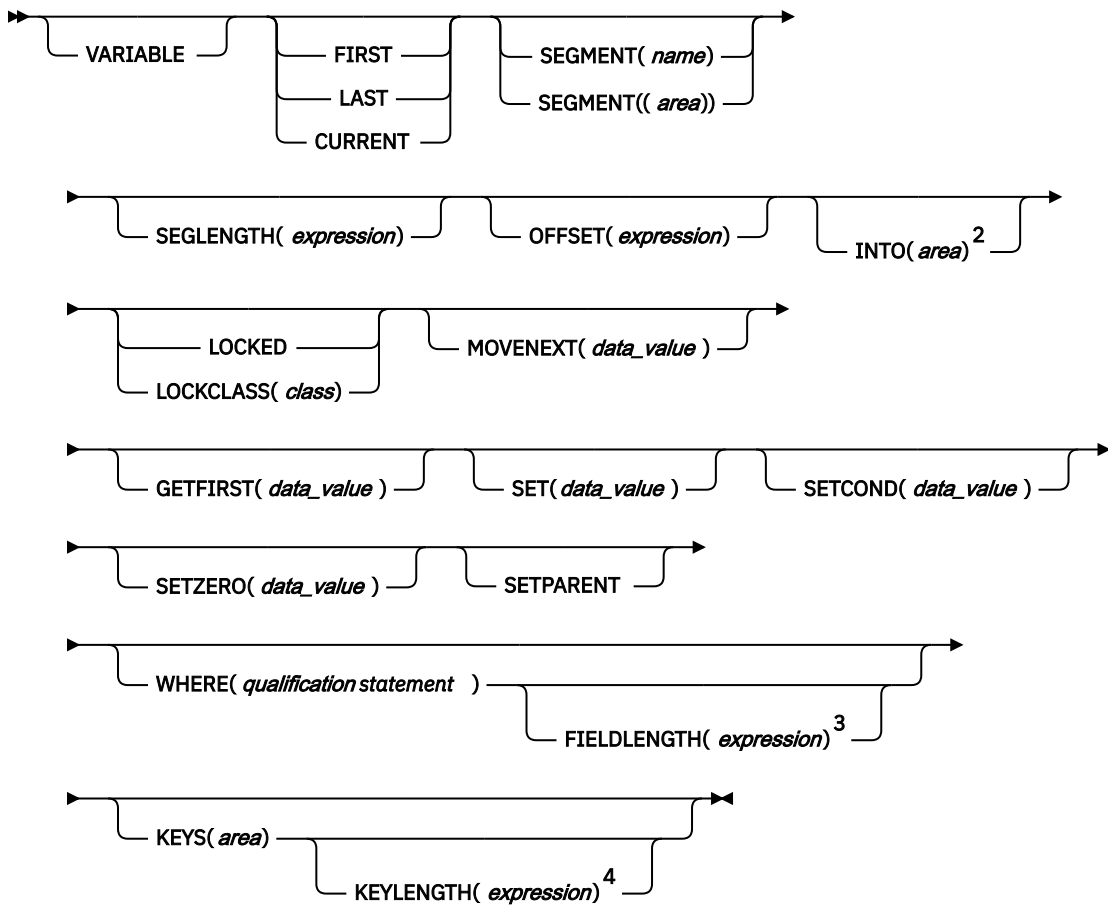 VARIABLE
FIRST
LAST
CURRENT
SEGMENT( name)
SEGMENT(( area))
SEGLENGTH( expression)
OFFSET( expression)
INTO( area) 2
LOCKED
LOCKCLASS( class)
MOVENEXT( data_value )
GETFIRST( data_value )
SET( data_value )
SETCOND( data_value )
SETZERO( data_value )
SETPARENT
WHERE( qualification statement )
FIELDLENGTH( expression) 3
KEYS( area)
KEYLENGTH( expression) 4